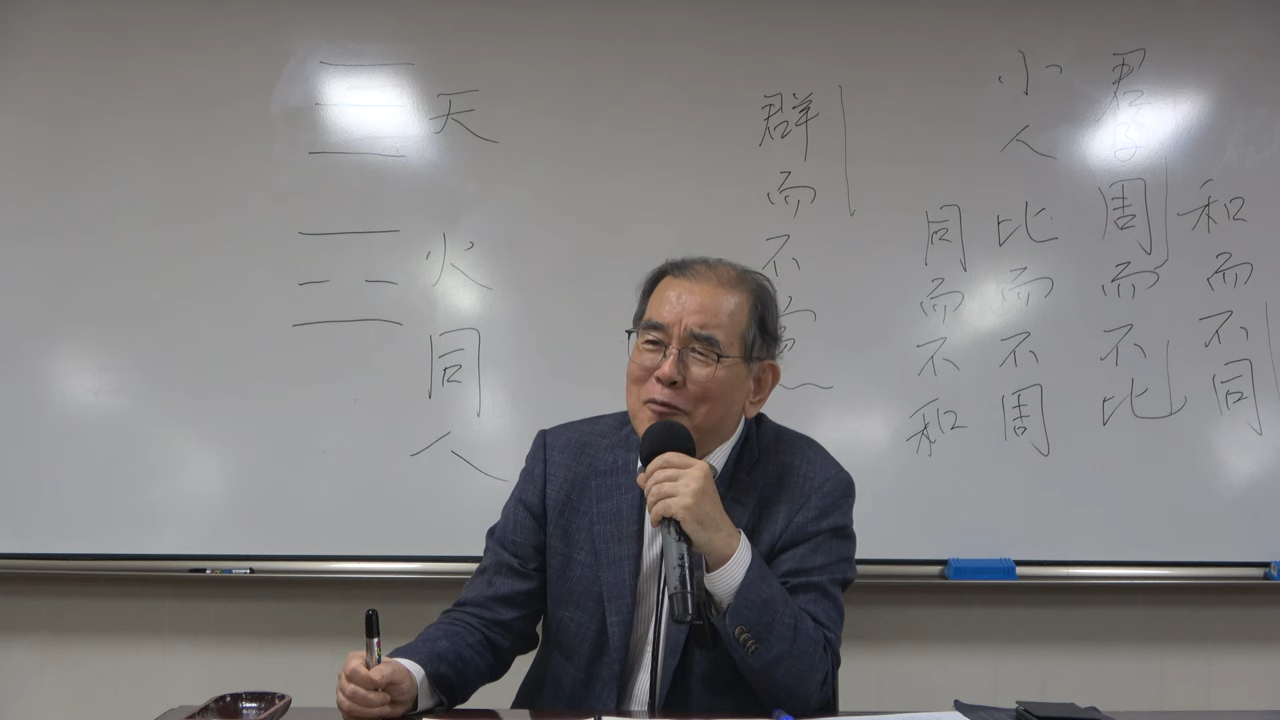 和而不同
君子周而不比
小人比而不周
同而不和
群而不黨
天火同人